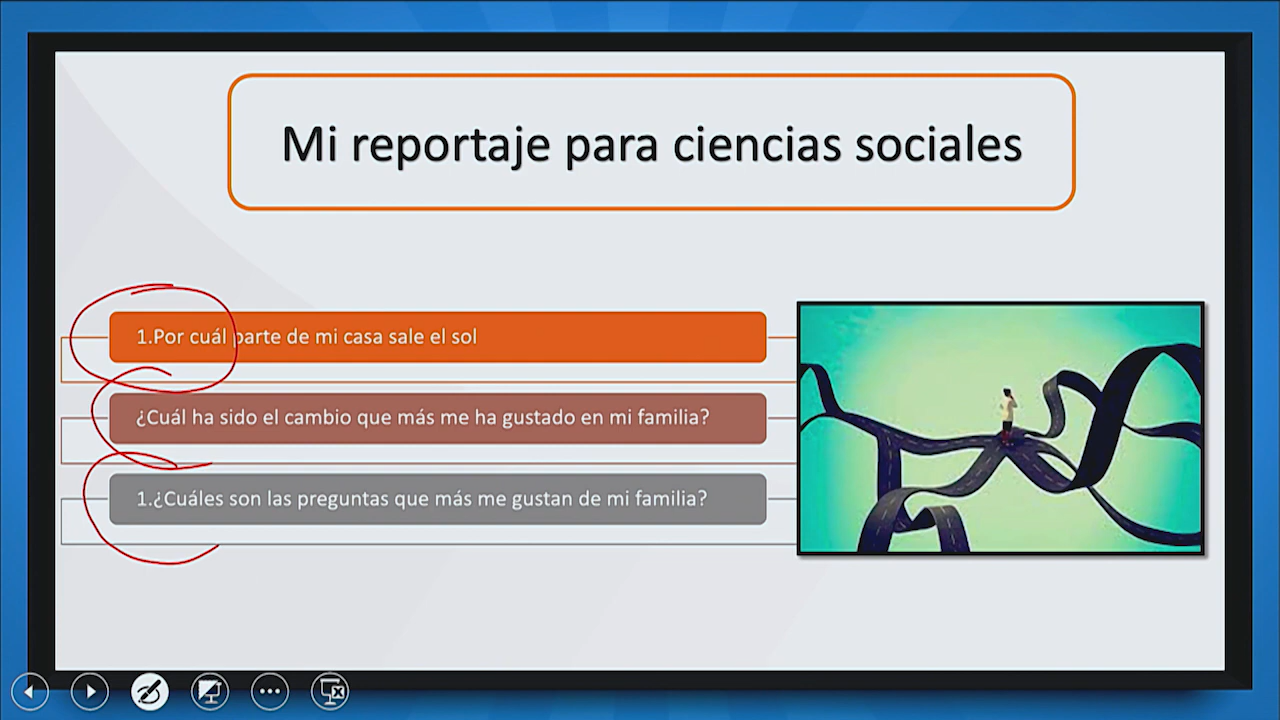 Mi reportaje para ciencias sociales
1.Por cuál parte de mi casa sale el sol
¿Cuál ha sido el cambio que más me ha gustado en mi familia?
1.¿Cuáles son las preguntas que más me gustan de mi familia?